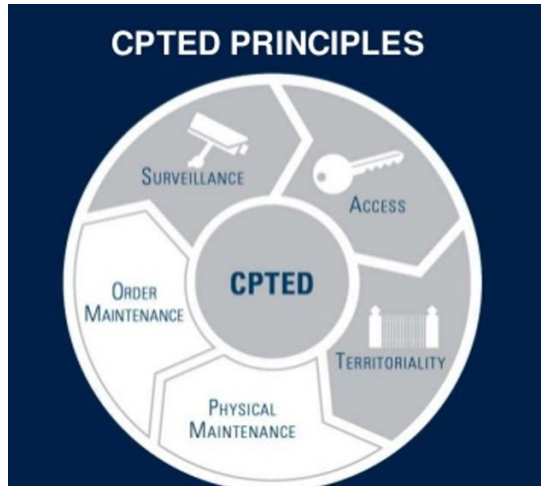 CPTED PRINCIPLES
SURVEILLANCE
ACCESS
CPTED
ORDER
MAINTENANCE
TERRITORIALITY
PHYSICAL
MAINTENANCE